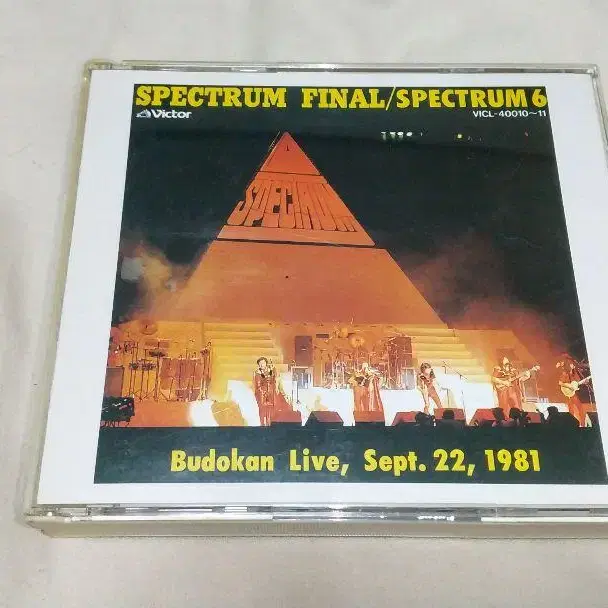 SPECTRUM FINAL/SPECTRUM 6
Victor
VICL-40010~11
SPECTRUM
Budokan Live, Sept. 22, 1981